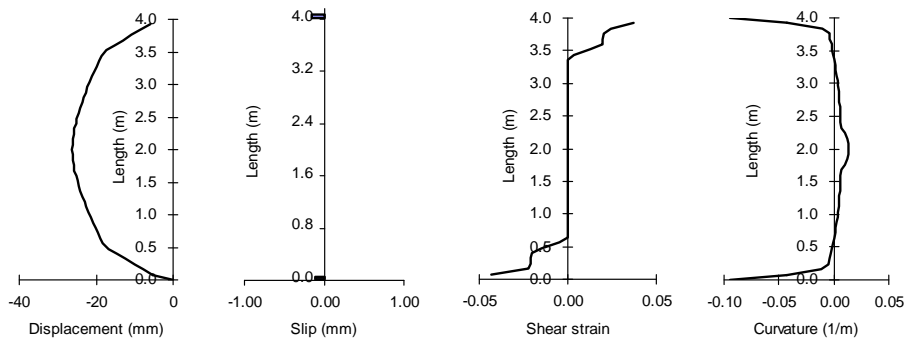 4.0
3.5
3.0
2.5
2.0
1.5
1.0
0.5
0.0
Length (m)
-40 -20 0
Displacement (mm)
4.0
3.2
2.4
1.6
0.8
0.0
Length (m)
-1.00 0.00 1.00
Slip (mm)
4.0
3.5
3.0
2.5
2.0
1.5
1.0
0.5
0.0
Length (m)
-0.05 0.00 0.05
Shear strain
4.0
3.5
3.0
2.5
2.0
1.5
1.0
0.5
0.0
Length (m)
-0.1 -0.05 0 0.05
Curvature (1/m)